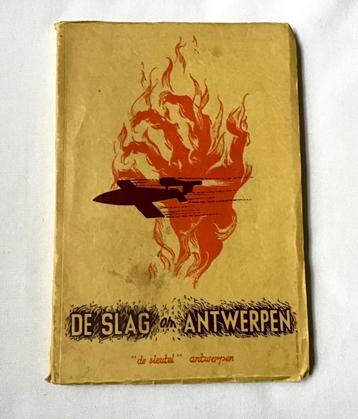 DE SLAG om ANTWERPEN
"de sleutel" antwerpen